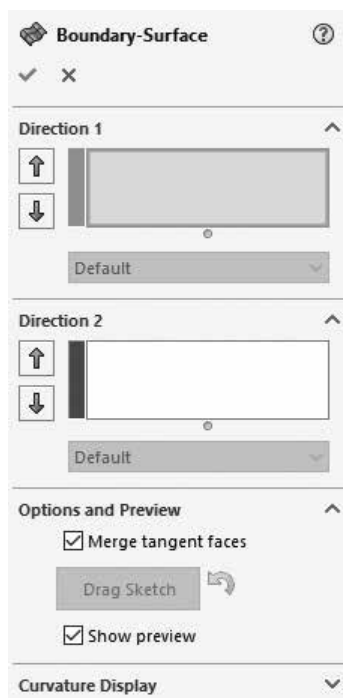 Boundary-Surface
Direction 1
Default
Direction 2
Default
Options and Preview
Merge tangent faces
Drag Sketch
Show preview
Curvature Display